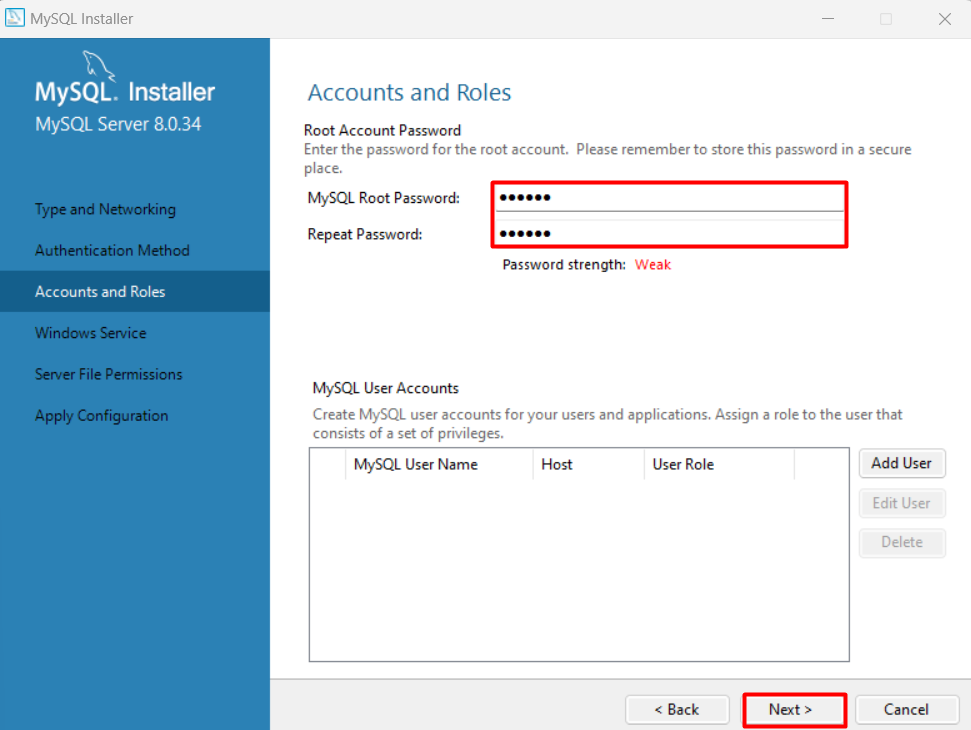 MySQL Installer
MySQL. Installer
MySQL Server 8.0.34
Type and Networking
Authentication Method
Accounts and Roles
Windows Service
Server File Permissions
Apply Configuration
Accounts and Roles
Root Account Password
Enter the password for the root account.  Please remember to store this password in a secure
place.
MySQL Root Password: ●●●●●●
Repeat Password: ●●●●●●
Password strength: Weak
MySQL User Accounts
Create MySQL user accounts for your users and applications. Assign a role to the user that
consists of a set of privileges.
MySQL User Name Host User Role
Add User
Edit User
Delete
< Back Next > Cancel